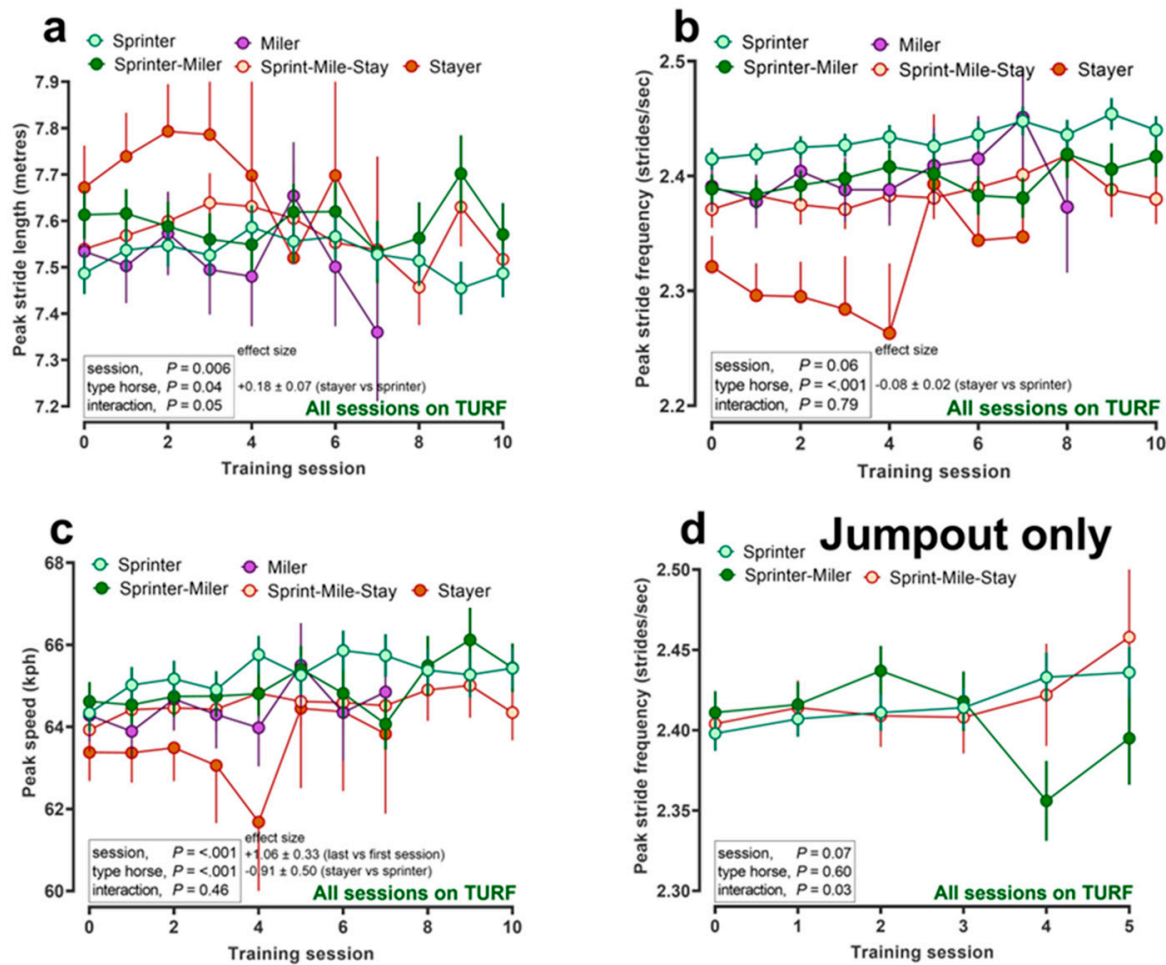 a
Sprinter
Miler
Sprinter-Miler
Sprint-Mile-Stay
Stayer
Peak stride length (metres)
7.9
7.8
7.7
7.6
7.5
7.4
7.3
7.2
effect size
session, P = 0.006
type horse, P = 0.04 +0.18 ± 0.07 (stayer vs sprinter)
interaction, P = 0.05
All sessions on TURF
0 2 4 6 8 10
Training session
b
Sprinter
Miler
Sprinter-Miler
Sprint-Mile-Stay
Stayer
Peak stride frequency (strides/sec)
2.5
2.4
2.3
2.2
effect size
session, P = 0.06
type horse, P = <.001 -0.08 ± 0.02 (stayer vs sprinter)
interaction, P = 0.79
All sessions on TURF
0 2 4 6 8 10
Training session
c
Sprinter
Miler
Sprinter-Miler
Sprint-Mile-Stay
Stayer
Peak speed (kph)
68
66
64
62
60
effect size
session, P = <.001 +1.06 ± 0.33 (last vs first session)
type horse, P = <.001 -0.91 ± 0.50 (stayer vs sprinter)
interaction, P = 0.46
All sessions on TURF
0 2 4 6 8 10
Training session
d Jumpout only
Sprinter
Sprinter-Miler
Sprint-Mile-Stay
Peak stride frequency (strides/sec)
2.50
2.45
2.40
2.35
2.30
session, P = 0.07
type horse, P = 0.60
interaction, P = 0.03
All sessions on TURF
0 1 2 3 4 5
Training session